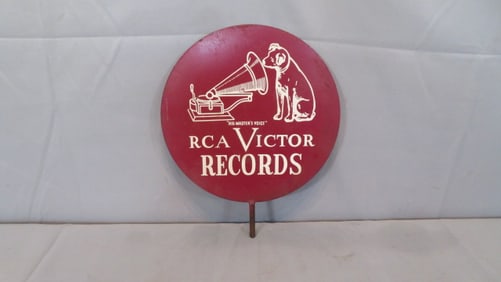 "HIS MASTER'S VOICE"
RCA VICTOR
RECORDS